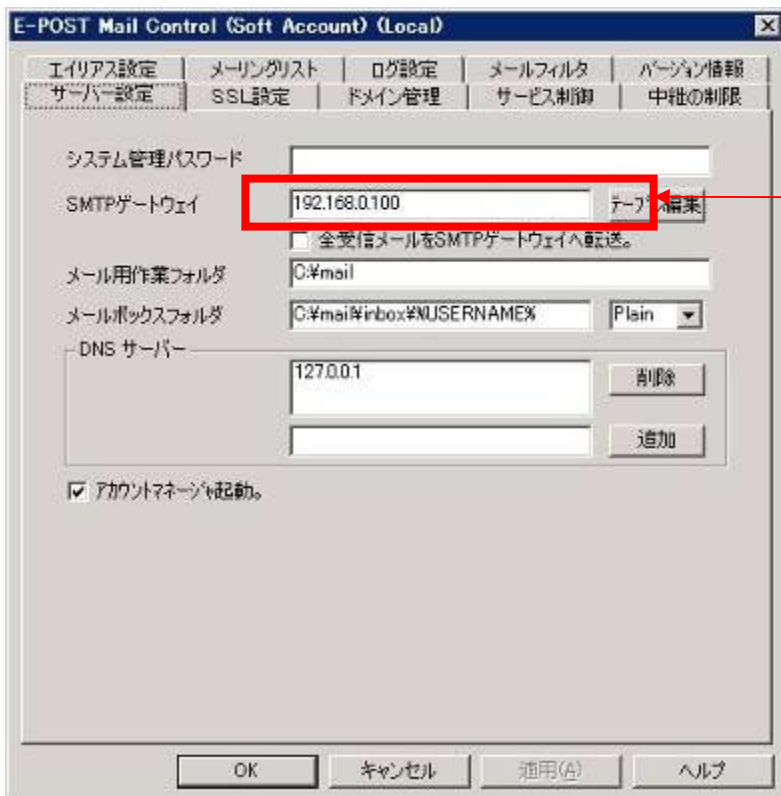 E-POST Mail Control (Soft Account) (Local)
エイリアス設定 メーリングリスト ログ設定 メールフィルタ バージョン情報
サーバー設定 SSL設定 ドメイン管理 サービス制御 中継の制限
システム管理パスワード
SMTPゲートウェイ 192.168.0.100 テーブル編集
全受信メールをSMTPゲートウェイへ転送。
メール用作業フォルダ C:¥mail
メールボックスフォルダ C:¥mail¥inbox¥%USERNAME% Plain
DNS サーバー
127.0.0.1 削除
追加
アカウントマネージャ起動。
OK キャンセル 適用(A) ヘルプ